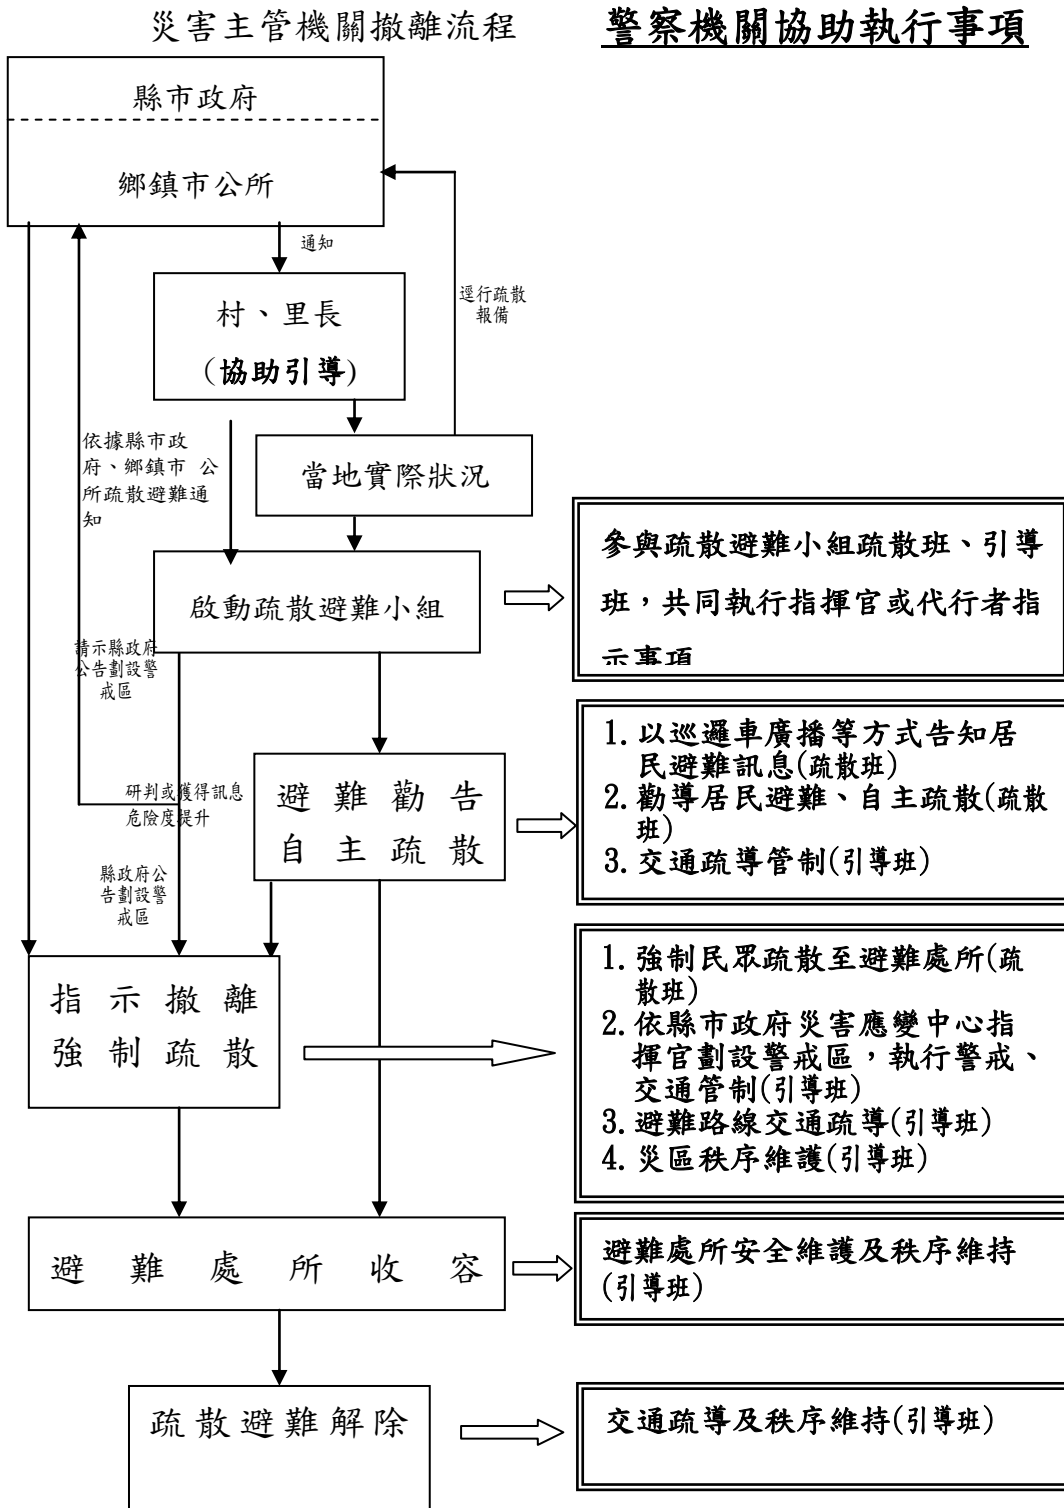 災害主管機關撤離流程
警察機關協助執行事項
縣市政府
鄉鎮市公所
通知
村、里長
(協助引導)
逕行疏散
報備
依據縣市政
府、鄉鎮市 公
所疏散避難通
知
當地實際狀況
啟動疏散避難小組
參與疏散避難小組疏散班、引導
班，共同執行指揮官或代行者指
示事項
請示縣政府
公告劃設警
戒區
避難勸告
自主疏散
1. 以巡邏車廣播等方式告知居
民避難訊息(疏散班)
2. 勸導居民避難、自主疏散(疏散
班)
3. 交通疏導管制(引導班)
研判或獲得訊息
危險度提升
縣政府公
告劃設警
戒區
指示撤離
強制疏散
1. 強制民眾疏散至避難處所(疏
散班)
2. 依縣市政府災害應變中心指
揮官劃設警戒區，執行警戒、
交通管制(引導班)
3. 避難路線交通疏導(引導班)
4. 災區秩序維護(引導班)
避難處所收容
避難處所安全維護及秩序維持
(引導班)
疏散避難解除
交通疏導及秩序維持(引導班)